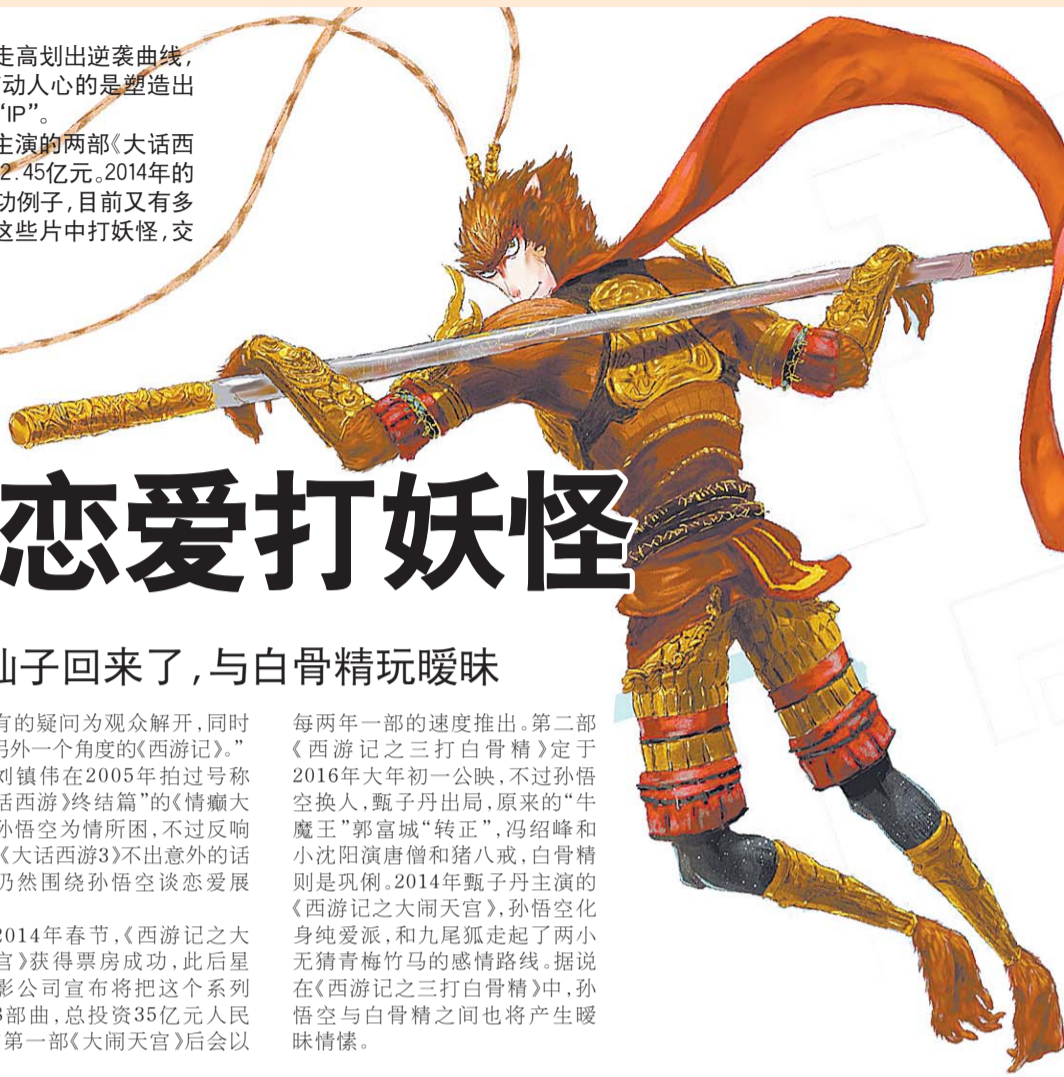 走高划出逆袭曲线,
动人心的是塑造出
“IP”。
主演的两部《大话西
2.45亿元。2014年的
功例子,目前又有多
这些片中打妖怪,交
恋爱打妖怪
仙子回来了,与白骨精玩暧昧
有的疑问为观众解开,同时
另外一个角度的《西游记》。”
刘镇伟在2005年拍过号称
话西游》终结篇”的《情癫大
孙悟空为情所困,不过反响
《大话西游3》不出意外的话
仍然围绕孙悟空谈恋爱展
2014年春节,《西游记之大
宫》获得票房成功,此后星
影公司宣布将把这个系列
3部曲,总投资35亿元人民
第一部《大闹天宫》后会以
每两年一部的速度推出。第二部
《西游记之三打白骨精》定于
2016年大年初一公映,不过孙悟
空换人,甄子丹出局,原来的“牛
魔王”郭富城“转正”,冯绍峰和
小沈阳演唐僧和猪八戒,白骨精
则是巩俐。2014年甄子丹主演的
《西游记之大闹天宫》,孙悟空化
身纯爱派,和九尾狐走起了两小
无猜青梅竹马的感情路线。据说
在《西游记之三打白骨精》中,孙
悟空与白骨精之间也将产生暧
昧情愫。